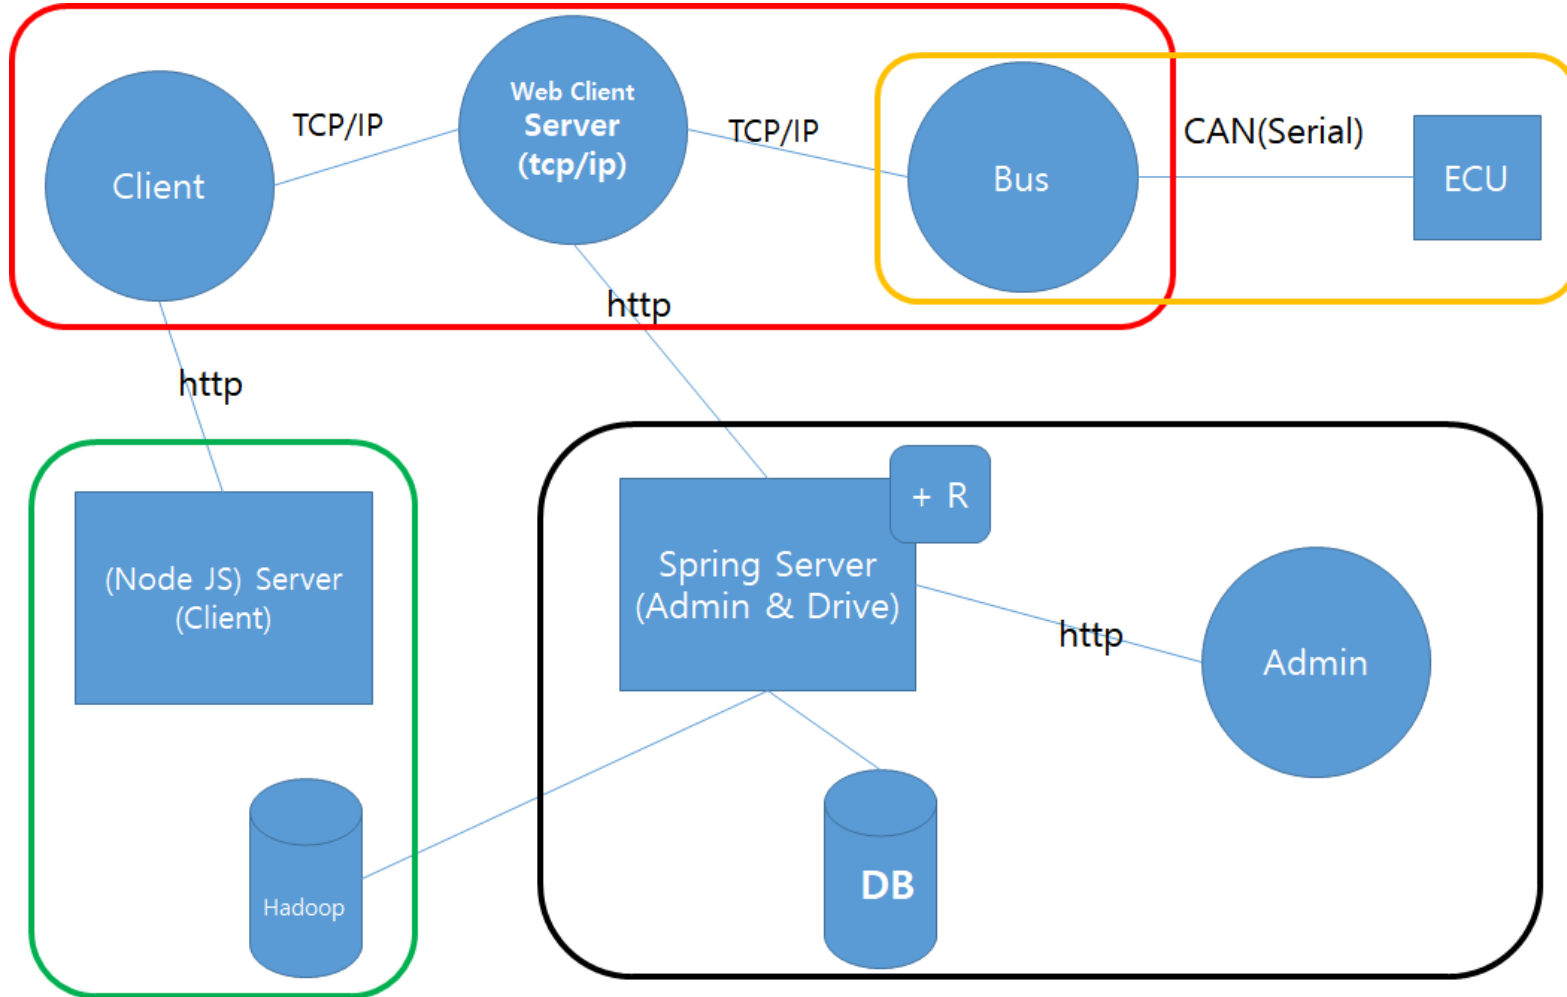 Web Client
Server
(tcp/ip)
TCP/IP
TCP/IP
CAN(Serial)
Client
Bus
ECU
http
http
+ R
(Node JS) Server
(Client)
Spring Server
(Admin & Drive)
http
Admin
Hadoop
DB